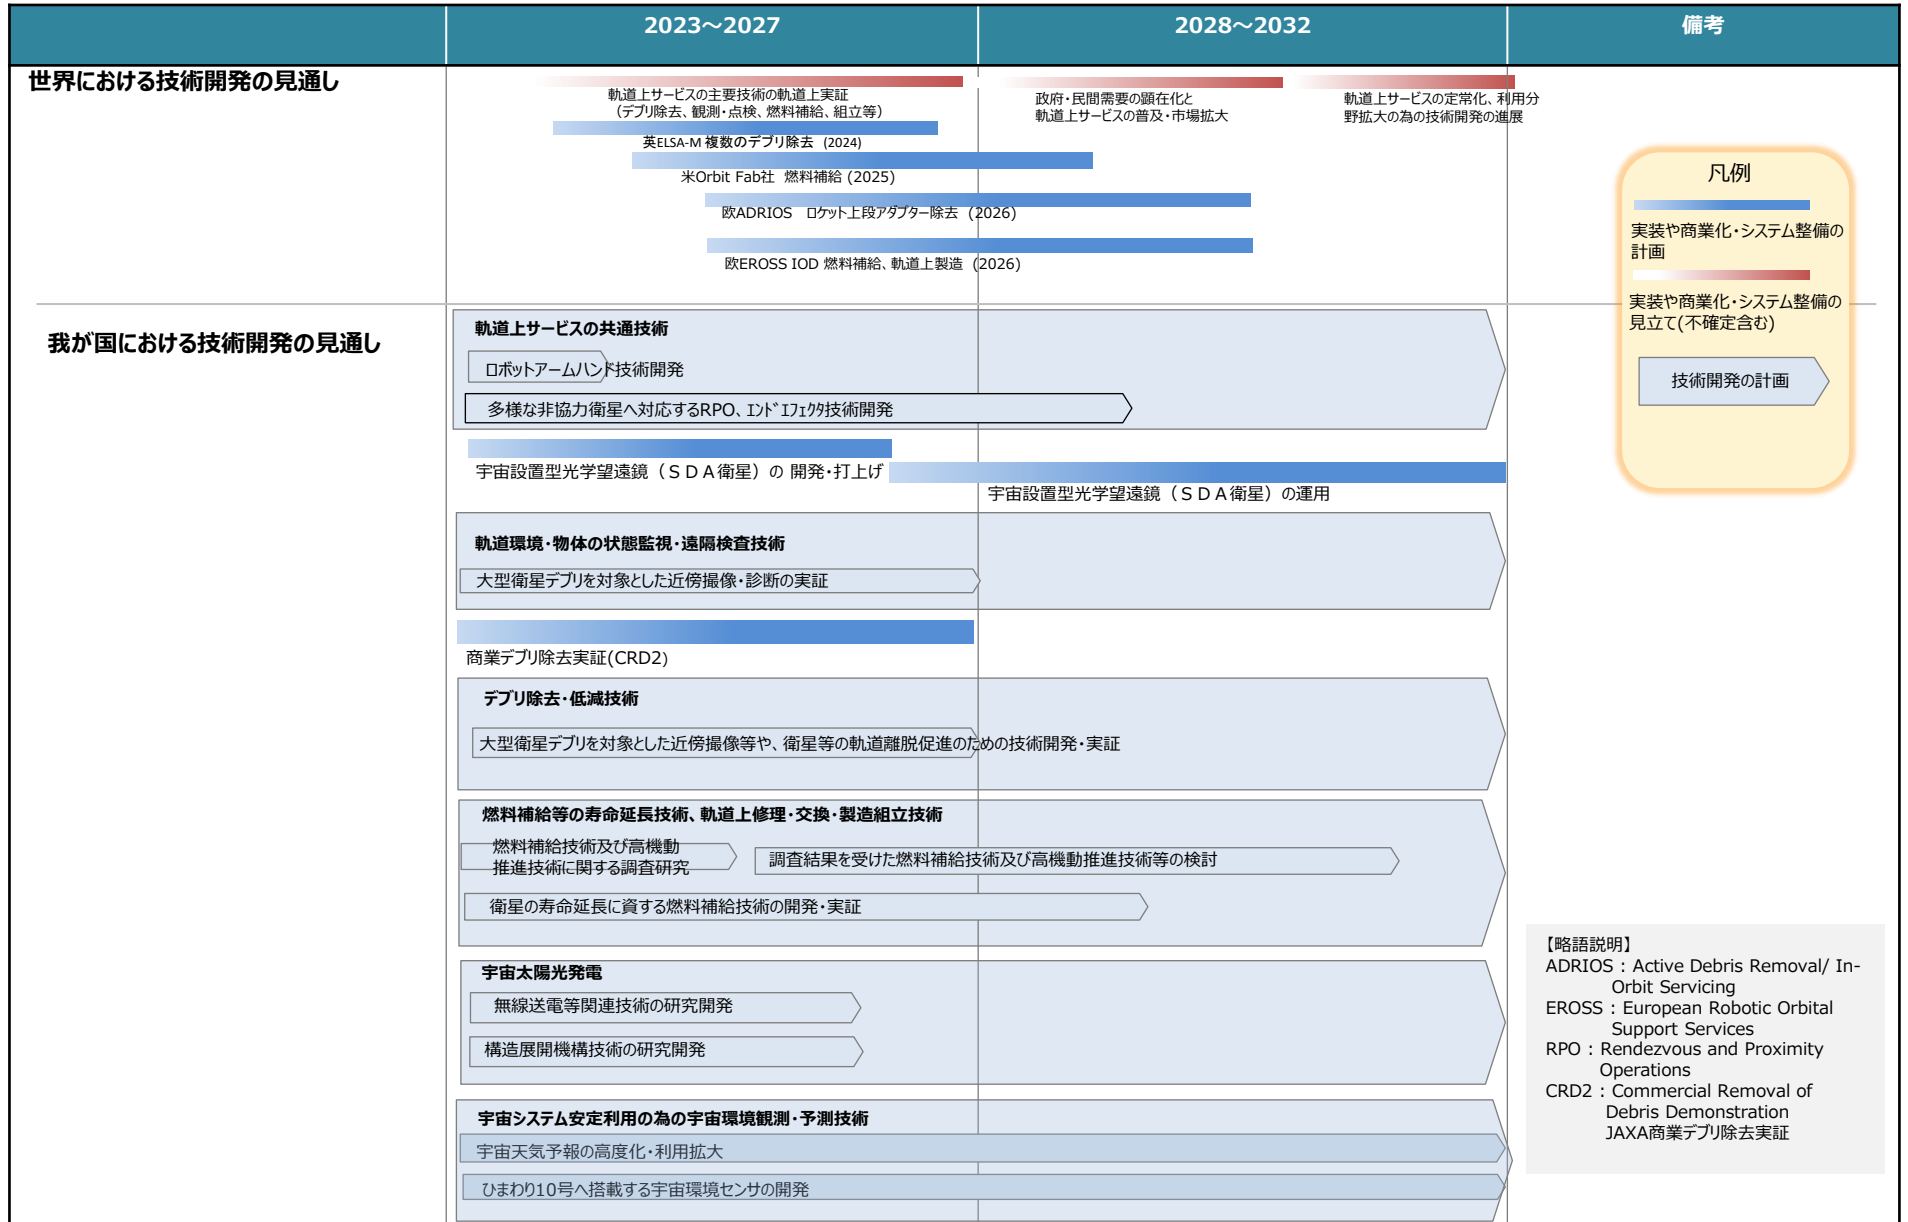 2023～2027
2028～2032
備考
世界における技術開発の見通し
軌道上サービスの主要技術の軌道上実証
（デブリ除去、観測・点検、燃料補給、組立等）
政府・民間需要の顕在化と
軌道上サービスの普及・市場拡大
軌道上サービスの定常化、利用分
野拡大の為の技術開発の進展
英ELSA-M 複数のデブリ除去 (2024)
米Orbit Fab社 燃料補給 (2025)
欧ADRIOS　ロケット上段アダプター除去 (2026)
欧EROSS IOD 燃料補給、軌道上製造 (2026)
凡例
実装や商業化・システム整備の
計画
実装や商業化・システム整備の
見立て(不確定含む)
技術開発の計画
我が国における技術開発の見通し
軌道上サービスの共通技術
ロボットアームハンド技術開発
多様な非協力衛星へ対応するRPO、ｴﾝﾄﾞｴﾌｪｸﾀ技術開発
宇宙設置型光学望遠鏡（ＳＤＡ衛星）の 開発・打上げ
宇宙設置型光学望遠鏡（ＳＤＡ衛星）の運用
軌道環境・物体の状態監視・遠隔検査技術
大型衛星デブリを対象とした近傍撮像・診断の実証
商業デブリ除去実証(CRD2)
デブリ除去・低減技術
大型衛星デブリを対象とした近傍撮像等や、衛星等の軌道離脱促進のための技術開発・実証
燃料補給等の寿命延長技術、軌道上修理・交換・製造組立技術
燃料補給技術及び高機動
推進技術に関する調査研究
調査結果を受けた燃料補給技術及び高機動推進技術等の検討
衛星の寿命延長に資する燃料補給技術の開発・実証
宇宙太陽光発電
無線送電等関連技術の研究開発
構造展開機構技術の研究開発
宇宙システム安定利用の為の宇宙環境観測・予測技術
宇宙天気予報の高度化・利用拡大
ひまわり10号へ搭載する宇宙環境センサの開発
【略語説明】
ADRIOS : Active Debris Removal/ In-
Orbit Servicing
EROSS : European Robotic Orbital
Support Services
RPO : Rendezvous and Proximity
Operations
CRD2 : Commercial Removal of
Debris Demonstration
JAXA商業デブリ除去実証